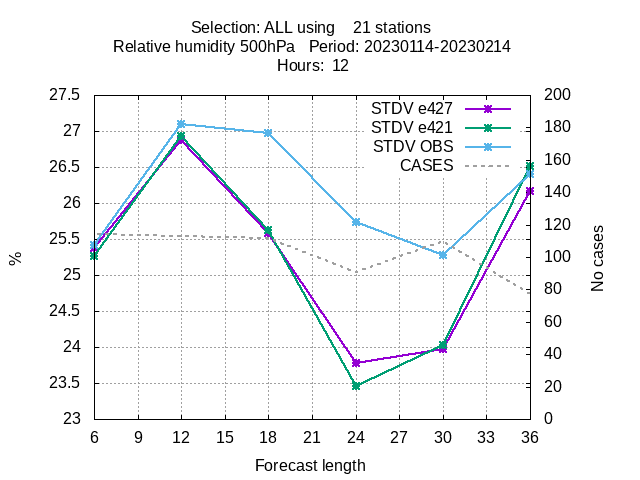 Selection: ALL using    21 stations
Relative humidity 500hPa   Period: 20230114-20230214
Hours:  12
27.5
27
26.5
26
25.5
25
24.5
24
23.5
23
200
180
160
140
120
100
80
60
40
20
0
STDV e427
STDV e421
STDV OBS
CASES
%
No cases
6 9 12 15 18 21 24 27 30 33 36
Forecast length